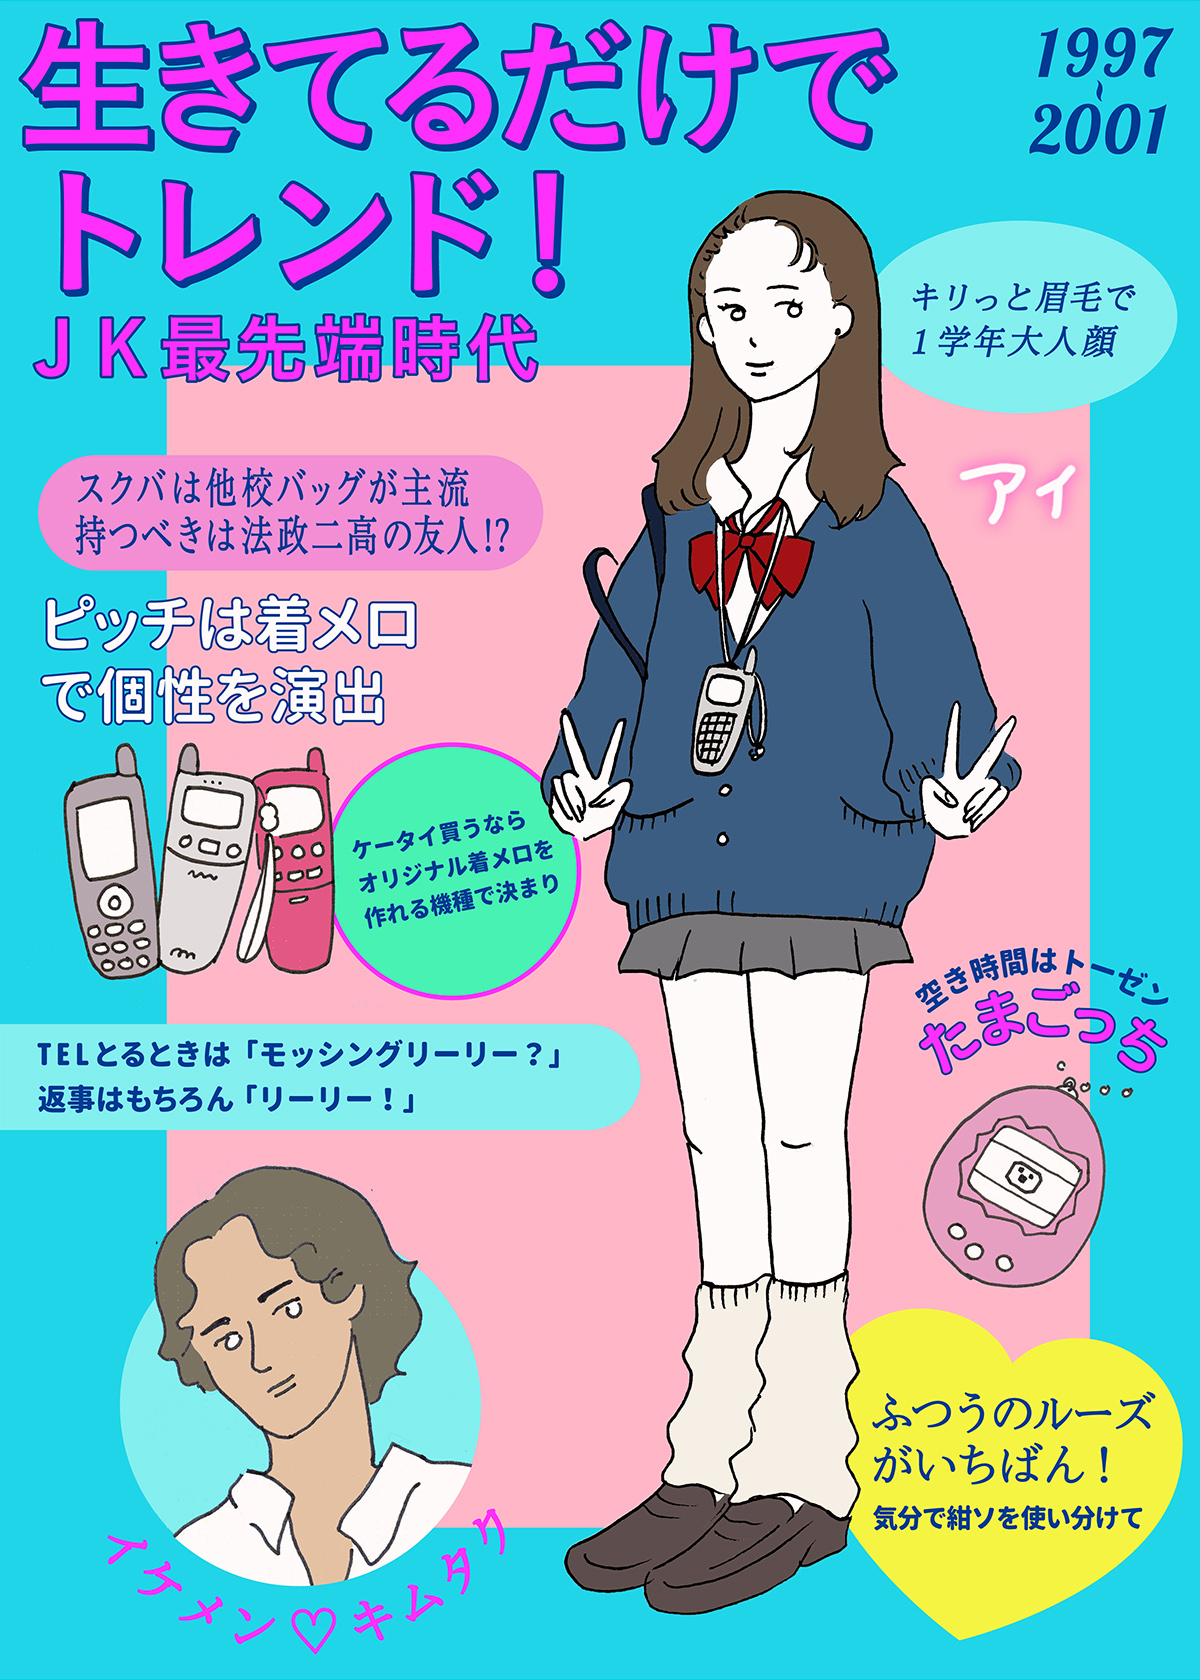 生きてるだけで
トレンド!
JK最先端時代
1997
〜
2001
キリっと眉毛で
1学年大人顔
アイ
スクバは他校バッグが主流
持つべきは法政二高の友人!?
ピッチは着メロ
で個性を演出
ケータイ買うなら
オリジナル着メロを
作れる機種で決まり
空き時間はトーゼン
たまごっち
TELとるときは「モッシングリーリー?」
返事はもちろん「リーリー!」
ふつうのルーズ
がいちばん!
気分で紺ソを使い分けて
イケメン♡キムタク